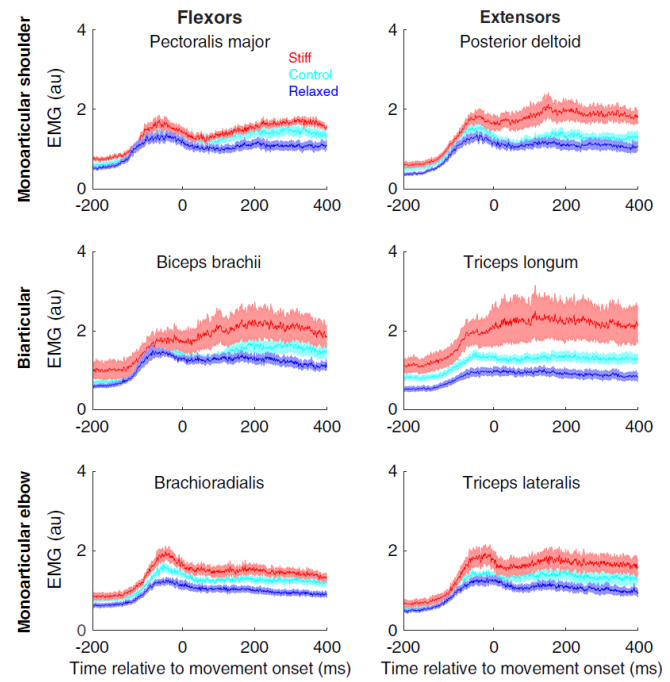 Flexors
Extensors
Monoarticular shoulder
Pectoralis major
Posterior deltoid
Stiff
Control
Relaxed
EMG (au)
4
2
0
-200 0 200 400
4
2
0
-200 0 200 400
Biarticular
Biceps brachii
Triceps longum
EMG (au)
4
2
0
-200 0 200 400
4
2
0
-200 0 200 400
Monoarticular elbow
Brachioradialis
Triceps lateralis
EMG (au)
4
2
0
-200 0 200 400
4
2
0
-200 0 200 400
Time relative to movement onset (ms)
Time relative to movement onset (ms)